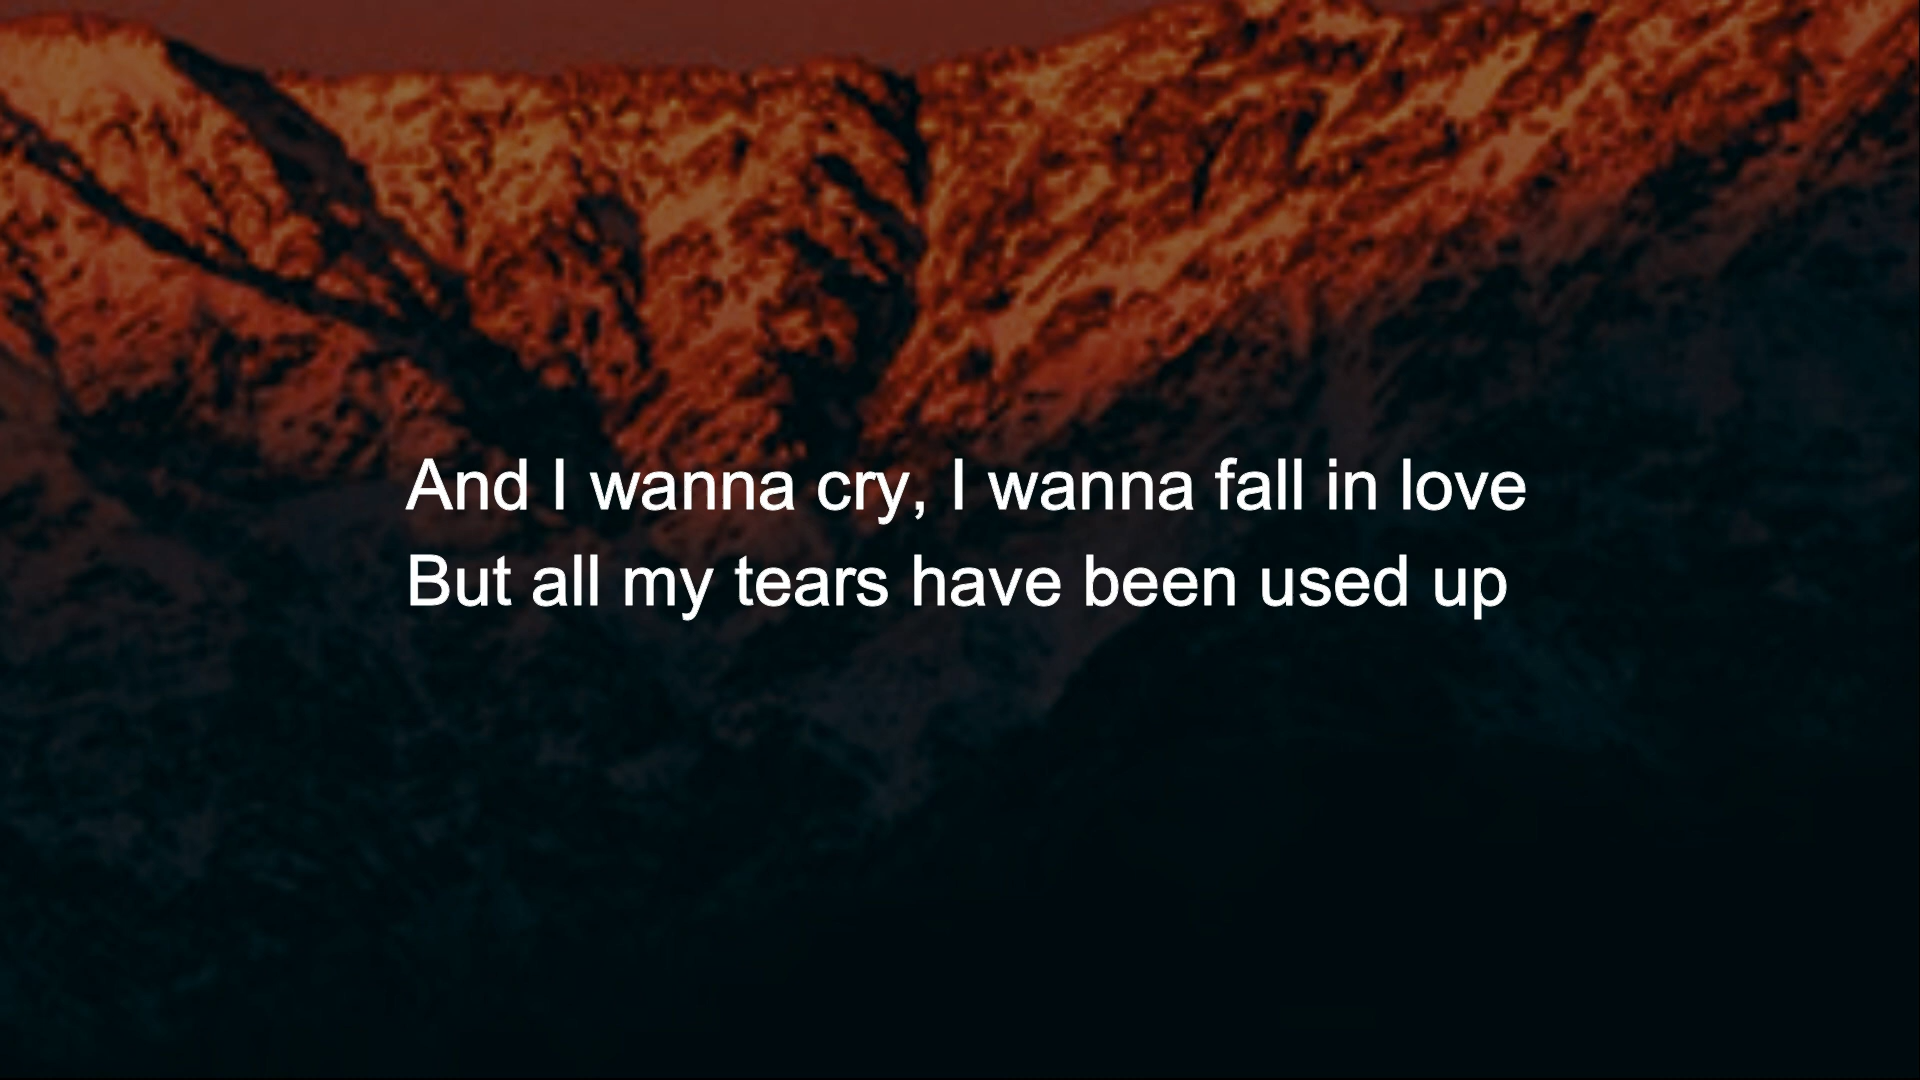 And I wanna cry, I wanna fall in love
But all my tears have been used up